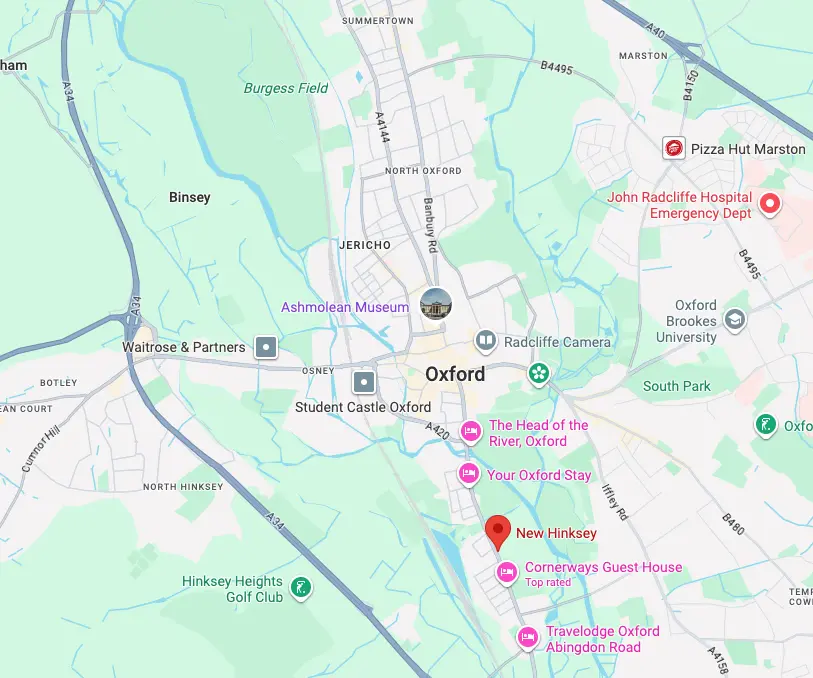 SUMMERTOWN
A40
MARSTON
ham
A34
B4495
B4150
Burgess Field
A4144
Pizza Hut Marston
NORTH OXFORD
Binsey
John Radcliffe Hospital
Emergency Dept
Banbury Rd
JERICHO
B4495
A34
Ashmolean Museum
Oxford
Brookes
University
Waitrose & Partners
Radcliffe Camera
OSNEY
Oxford
BOTLEY
South Park
EAN COURT
Student Castle Oxford
A420
The Head of the
River, Oxford
Oxfo
Cumnor Hill
Your Oxford Stay
NORTH HINKSEY
Iffley Rd
A34
B480
New Hinksey
Cornerways Guest House
Top rated
Hinksey Heights
Golf Club
TEMP
COWL
Travelodge Oxford
Abingdon Road
A4158